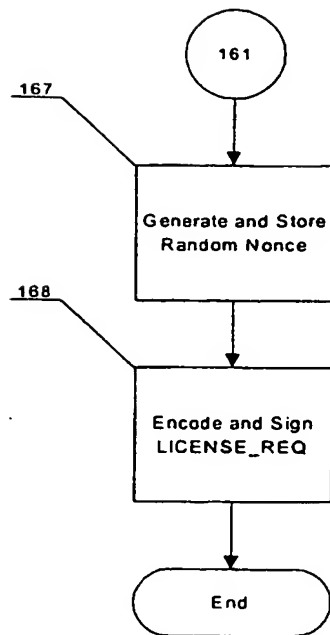 161
167
Generate and Store
Random Nonce
168
Encode and Sign
LICENSE_REQ
End